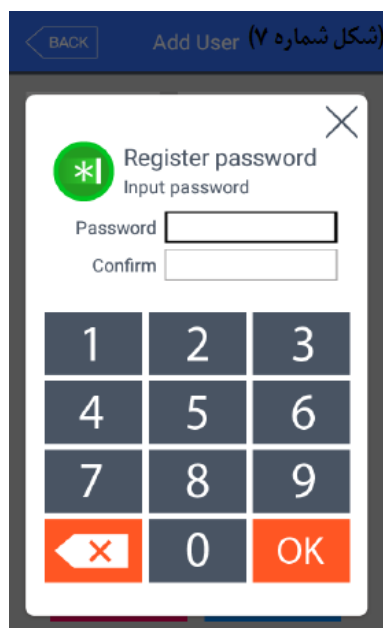 BACK Add User (شکل شماره ۷)
Register password
Input password
Password
Confirm
1 2 3
4 5 6
7 8 9
0 OK